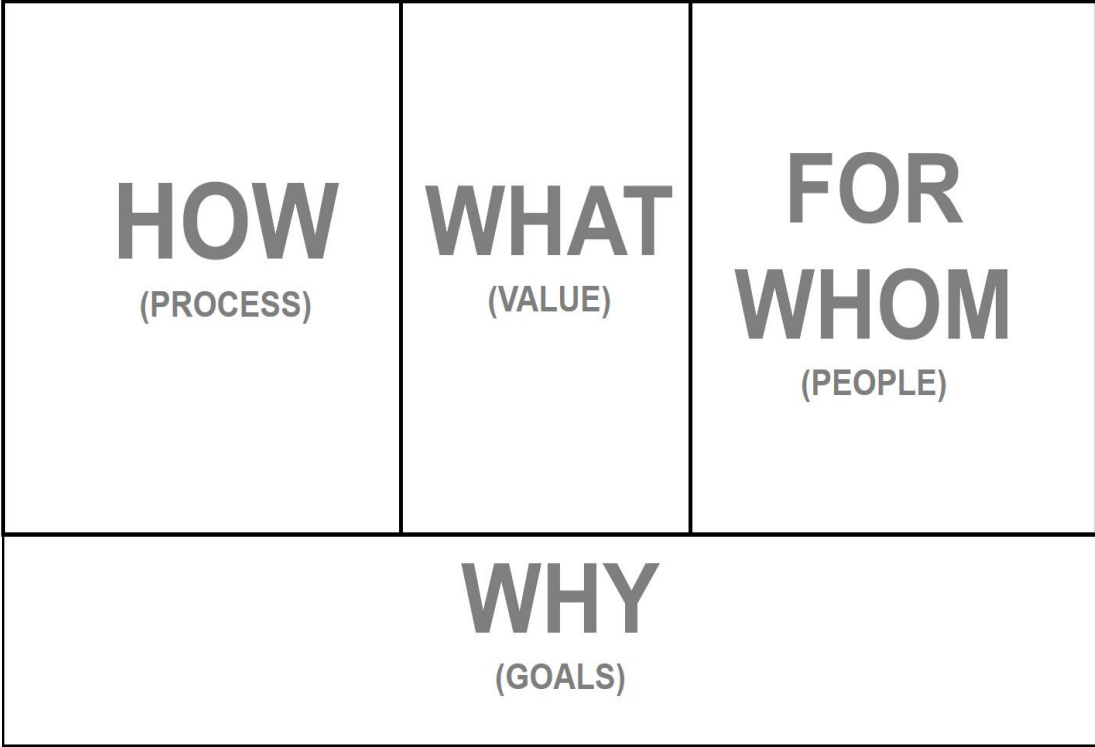 HOW
(PROCESS)
WHAT
(VALUE)
FOR
WHOM
(PEOPLE)
WHY
(GOALS)